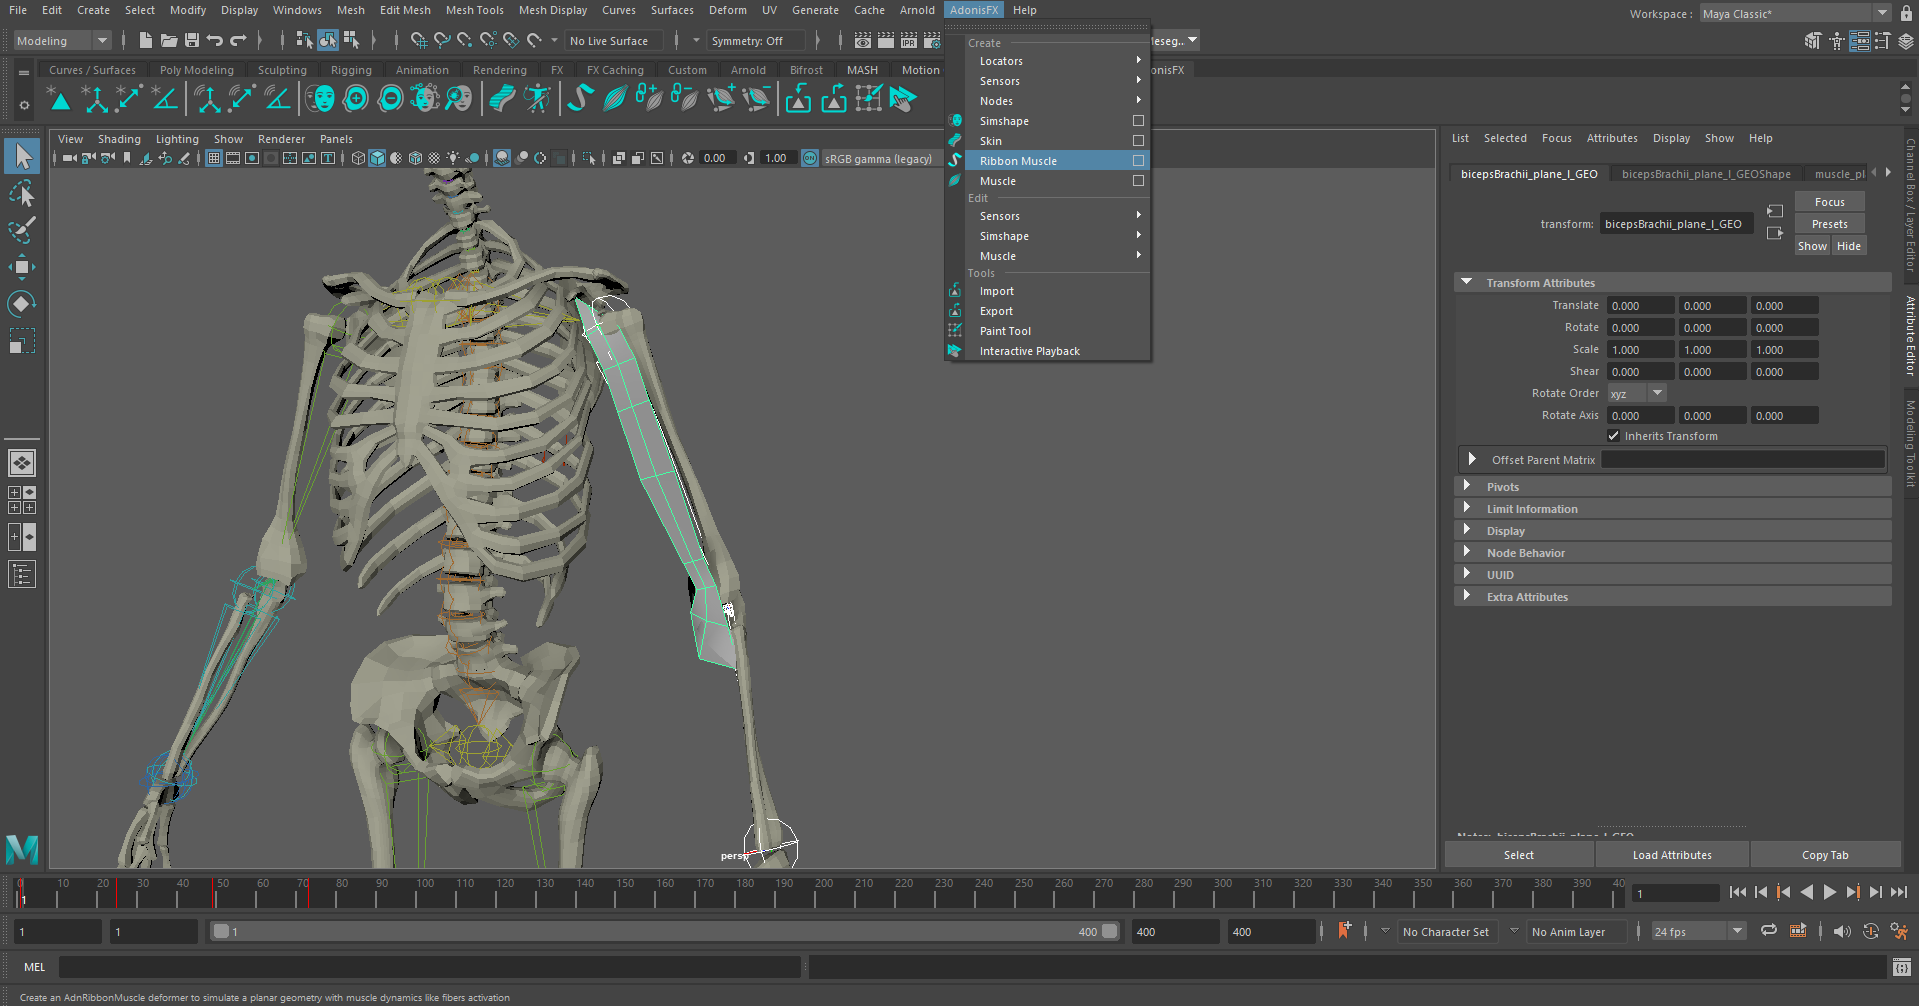 File Edit Create Select Modify Display Windows Mesh Edit Mesh Mesh Tools Mesh Display Curves Surfaces Deform UV Generate Cache Arnold AdonisFX Help
Workspace : Maya Classic*
Modeling No Live Surface Symmetry: Off IPR
Curves / Surfaces Poly Modeling Sculpting Rigging Animation Rendering FX FX Caching Custom Arnold Bifrost MASH Motion onisFX
View Shading Lighting Show Renderer Panels
0.00 1.00 sRGB gamma (legacy)
Create
Locators
Sensors
Nodes
Simshape
Skin
Ribbon Muscle
Muscle
Edit
Sensors
Simshape
Muscle
Tools
Import
Export
Paint Tool
Interactive Playback
persp
List Selected Focus Attributes Display Show Help
bicepsBrachii_plane_l_GEO bicepsBrachii_plane_l_GEOShape muscle_pl
transform: bicepsBrachii_plane_l_GEO
Focus
Presets
Show Hide
Transform Attributes
Translate 0.000 0.000 0.000
Rotate 0.000 0.000 0.000
Scale 1.000 1.000 1.000
Shear 0.000 0.000 0.000
Rotate Order xyz
Rotate Axis 0.000 0.000 0.000
Inherits Transform
Offset Parent Matrix
Pivots
Limit Information
Display
Node Behavior
UUID
Extra Attributes
Notes: bicepsBrachii_plane_l_GEO
Select Load Attributes Copy Tab
Channel Box / Layer Editor
Attribute Editor
Modeling Toolkit
0 10 20 30 40 50 60 70 80 90 100 110 120 130 140 150 160 170 180 190 200 210 220 230 240 250 260 270 280 290 300 310 320 330 340 350 360 370 380 390 40
1
1
1 1 1 400 400 400 No Character Set No Anim Layer 24 fps
MEL
Create an AdnRibbonMuscle deformer to simulate a planar geometry with muscle dynamics like fibers activation